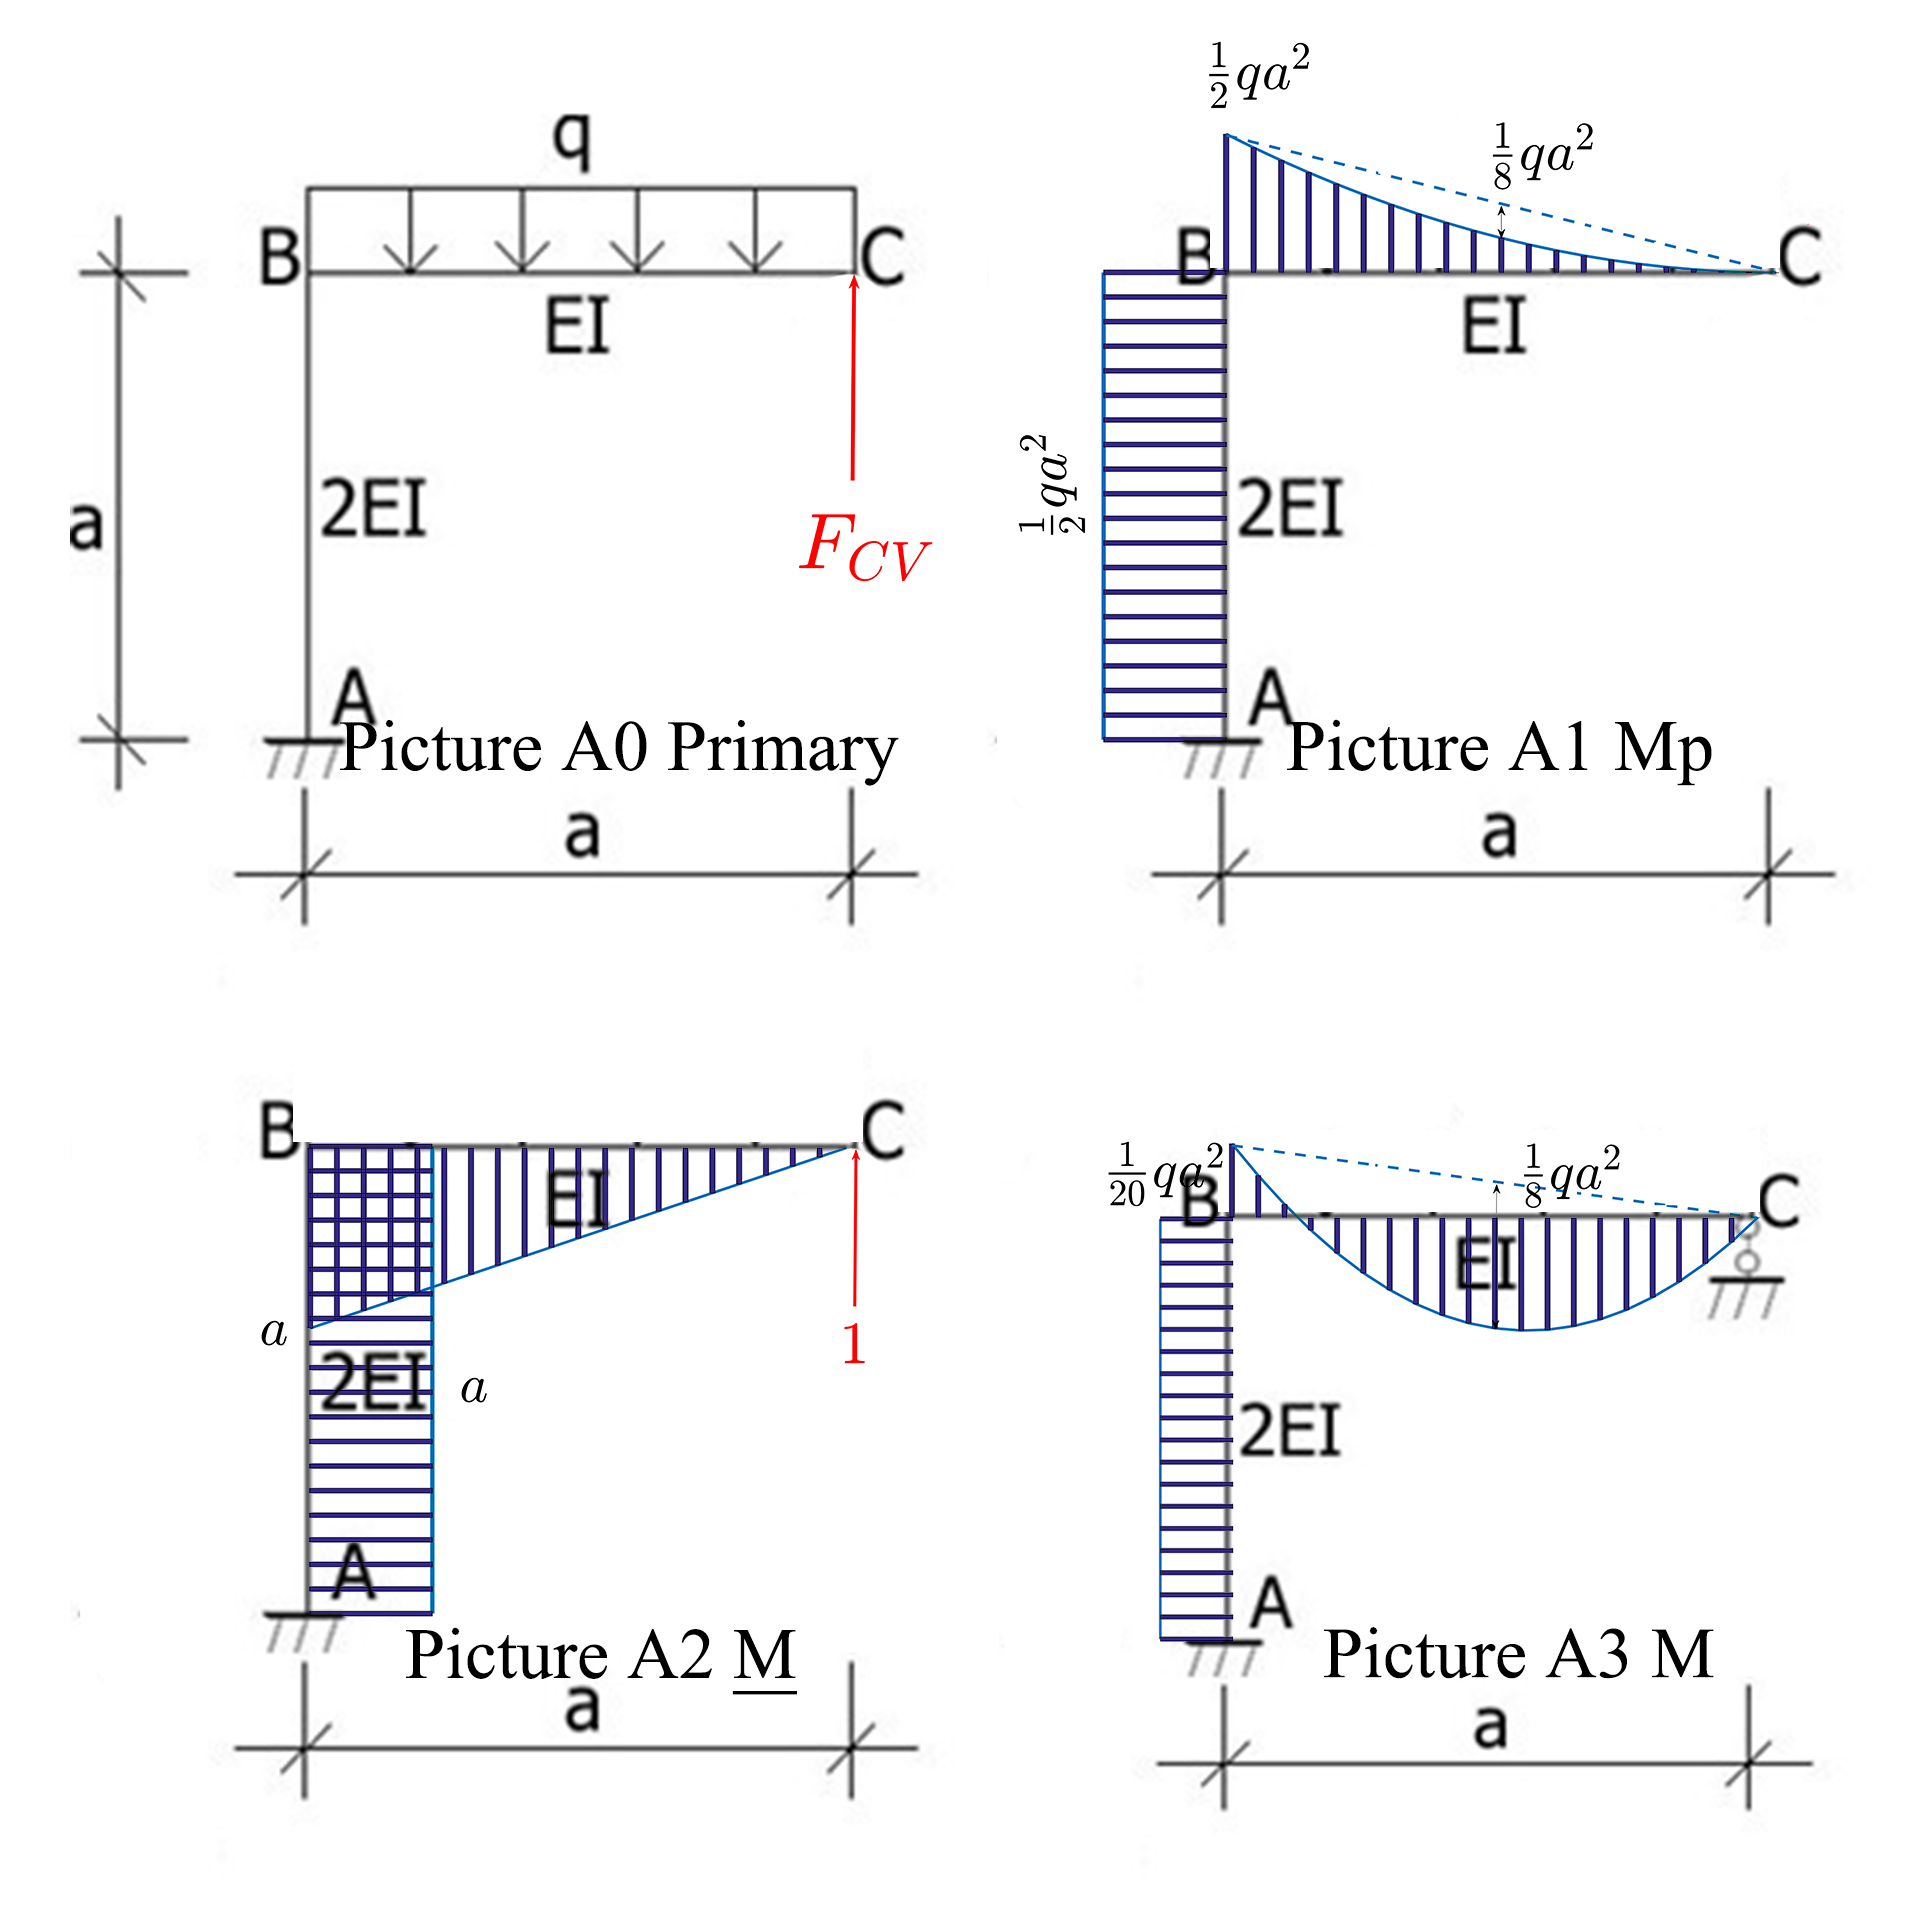 q
B
C
EI
a
2EI
F_{CV}
A
Picture A0 Primary
a
\frac{1}{2}qa^2
\frac{1}{8}qa^2
B
C
EI
\frac{1}{2}qa^2
2EI
A
Picture A1 Mp
a
B
C
EI
a
2EI
a
1
A
Picture A2 M
a
\frac{1}{20}qa^2
\frac{1}{8}qa^2
B
C
EI
2EI
A
Picture A3 M
a